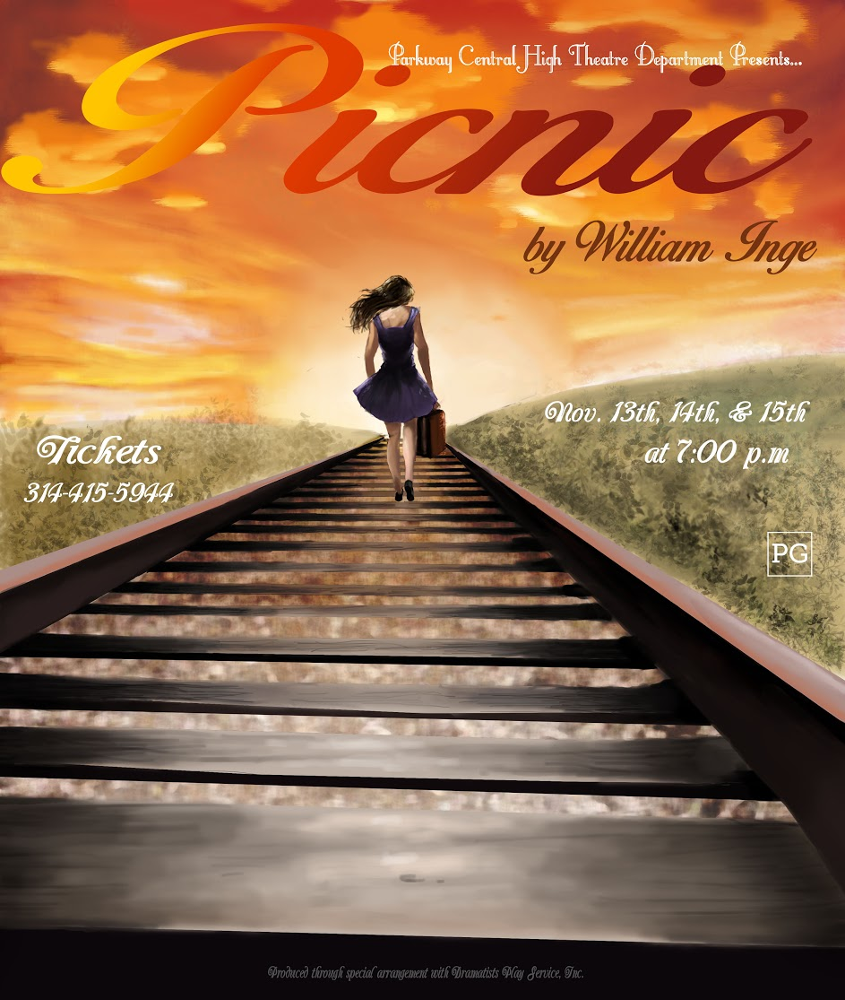 Parkway Central High Theatre Department Presents...
Picnic
by William Inge
Nov. 13th, 14th, & 15th
at 7:00 p.m
Tickets
314-415-5944
PG
Produced through special arrangement with Dramatists Play Service, Inc.